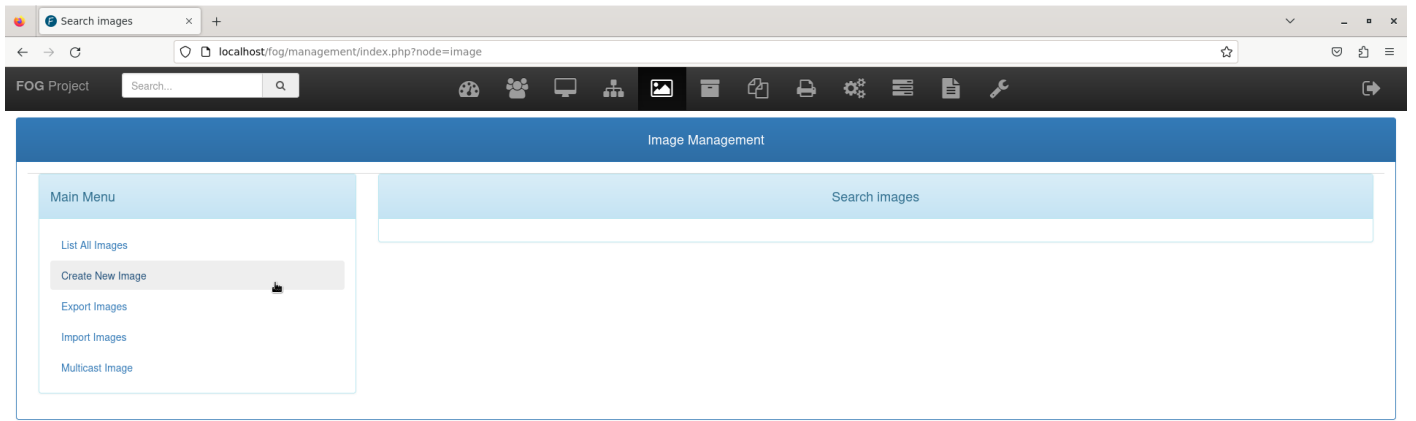 Search images
localhost/fog/management/index.php?node=image
FOG Project
Search...
Image Management
Main Menu
Search images
List All Images
Create New Image
Export Images
Import Images
Multicast Image